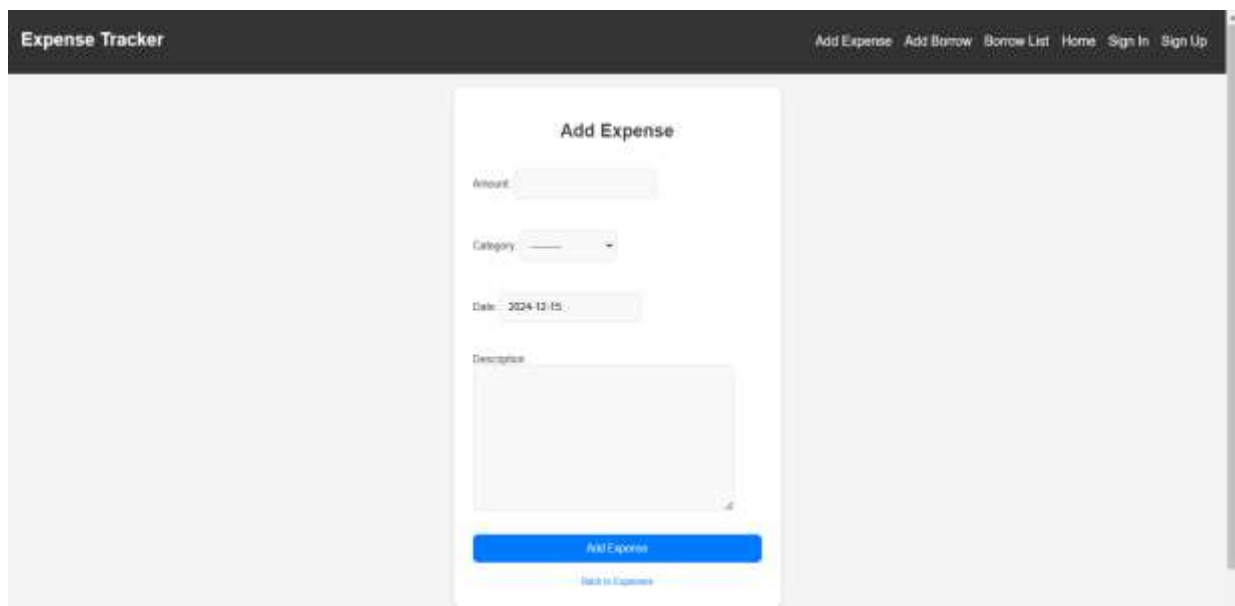 Expense Tracker
Add Expense Add Borrow Borrow List Home Sign In Sign Up
Add Expense
Amount:
Category: ---------
Date: 2024-12-15
Description:
Add Expense
Back to Expenses